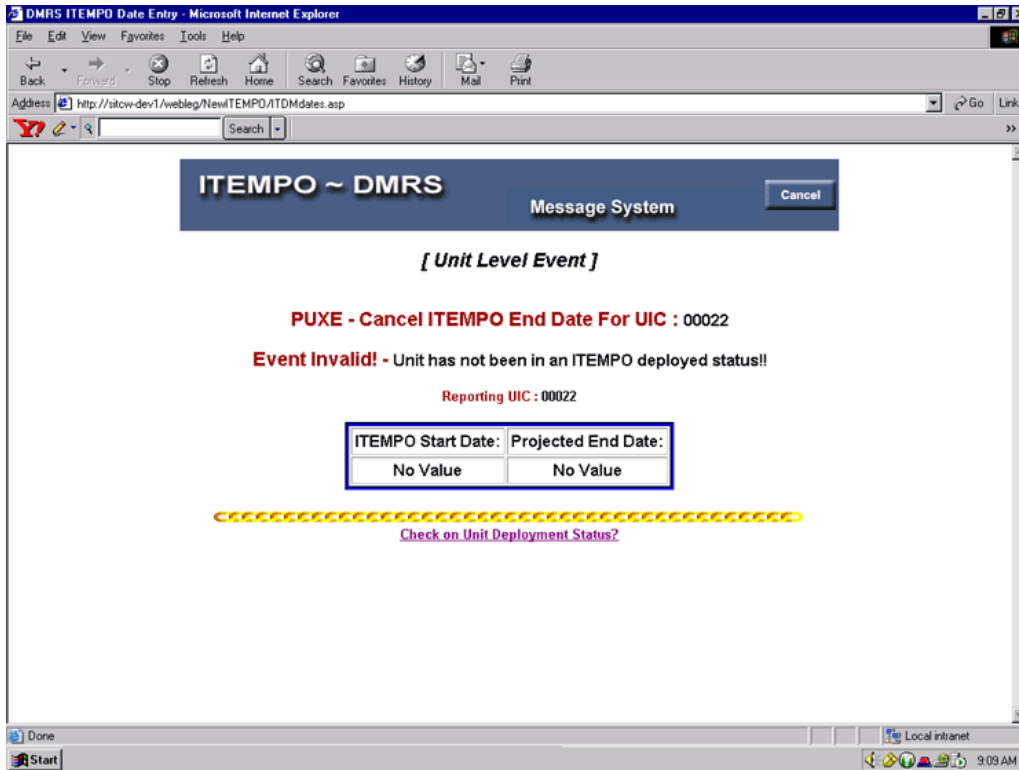 DMRS ITEMPO Date Entry - Microsoft Internet Explorer
File Edit View Favorites Tools Help
Back Forward Stop Refresh Home Search Favorites History Mail Print
Address http://sitcw-dev1/webleg/NewITEMPO/ITDMdates.asp Go Link
Y! Search »
ITEMPO ~ DMRS
Message System
Cancel
[ Unit Level Event ]
PUXE - Cancel ITEMPO End Date For UIC : 00022
Event Invalid! - Unit has not been in an ITEMPO deployed status!!
Reporting UIC : 00022
ITEMPO Start Date: Projected End Date:
No Value No Value
Check on Unit Deployment Status?
Done Local intranet
Start 9:09 AM